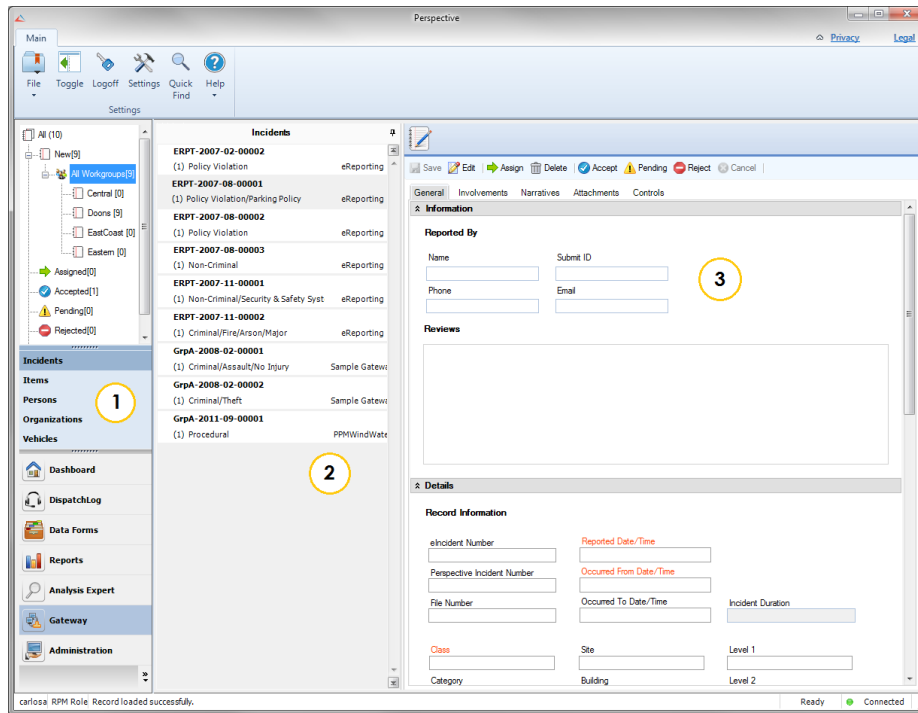 Perspective
Main
Privacy
Legal
File
Toggle
Logoff
Settings
Quick
Find
Help
Settings
All (10)
New[9]
All Workgroups[9]
Central [0]
Doons [9]
EastCoast [0]
Eastern [0]
Assigned[0]
Accepted[1]
Pending[0]
Rejected[0]
Incidents
Items
Persons
Organizations
Vehicles
1
Dashboard
DispatchLog
Data Forms
Reports
Analysis Expert
Gateway
Administration
Incidents
ERPT-2007-02-00002
(1) Policy Violation eReporting
ERPT-2007-08-00001
(1) Policy Violation/Parking Policy eReporting
ERPT-2007-08-00002
(1) Policy Violation eReporting
ERPT-2007-08-00003
(1) Non-Criminal eReporting
ERPT-2007-11-00001
(1) Non-Criminal/Security & Safety Syst eReporting
ERPT-2007-11-00002
(1) Criminal/Fire/Arson/Major eReporting
GrpA-2008-02-00001
(1) Criminal/Assault/No Injury Sample Gatewa
GrpA-2008-02-00002
(1) Criminal/Theft Sample Gatewa
GrpA-2011-09-00001
(1) Procedural PPMWindWate
2
Save Edit Assign Delete Accept Pending Reject Cancel
General Involvements Narratives Attachments Controls
Information
Reported By
Name Submit ID
Phone Email
3
Reviews
Details
Record Information
eIncident Number Reported Date/Time
Perspective Incident Number Occurred From Date/Time
File Number Occurred To Date/Time Incident Duration
Class Site Level 1
Category Building Level 2
carlosa RPM Role Record loaded successfully. Ready Connected